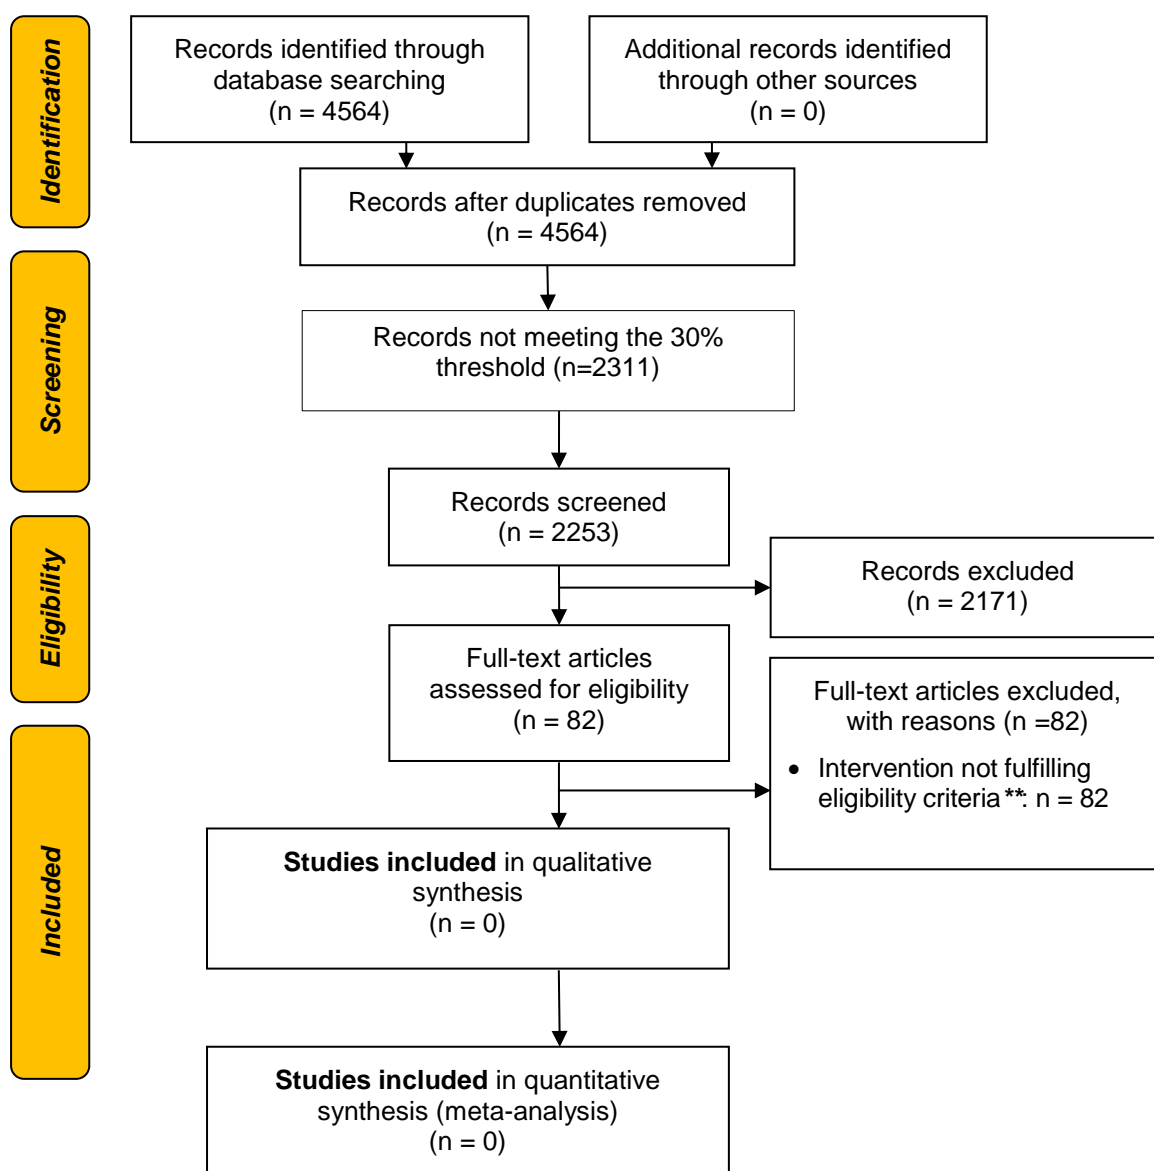 Identification
Records identified through
database searching
(n = 4564)
Additional records identified
through other sources
(n = 0)
Records after duplicates removed
(n = 4564)
Screening
Records not meeting the 30%
threshold (n=2311)
Records screened
(n = 2253)
Eligibility
Records excluded
(n = 2171)
Full-text articles
assessed for eligibility
(n = 82)
Full-text articles excluded,
with reasons (n =82)
• Intervention not fulfilling
eligibility criteria**: n = 82
Included
Studies included in qualitative
synthesis
(n = 0)
Studies included in quantitative
synthesis (meta-analysis)
(n = 0)